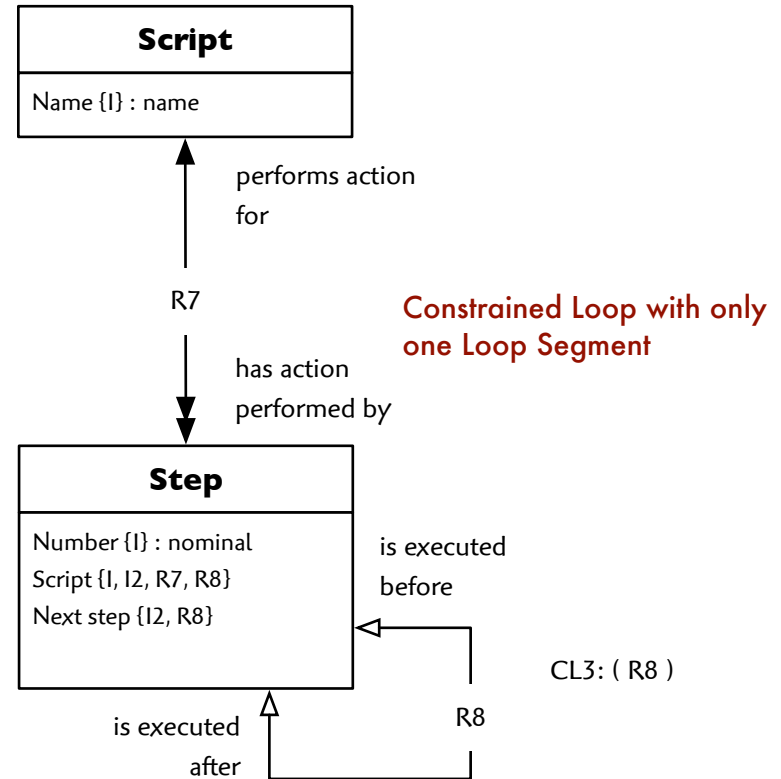 Script
Name {I} : name
performs action
for
R7
Constrained Loop with only
one Loop Segment
has action
performed by
Step
Number {I} : nominal
Script {I, I2, R7, R8}
Next step {I2, R8}
is executed
before
CL3: ( R8 )
R8
is executed
after